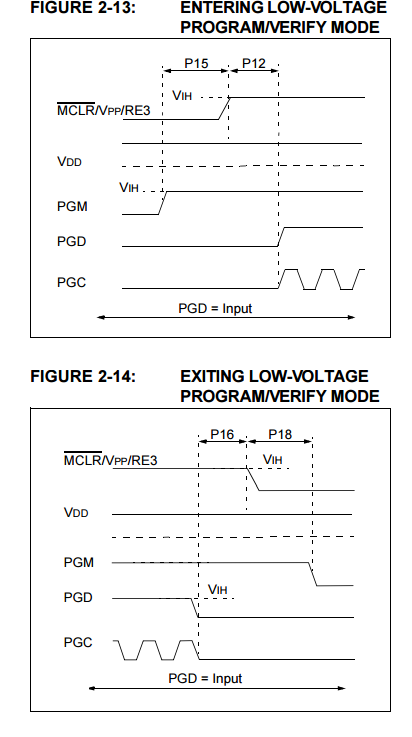 FIGURE 2-13: ENTERING LOW-VOLTAGE
PROGRAM/VERIFY MODE
P15 P12
VIH
MCLR/VPP/RE3
VDD
VIH
PGM
PGD
PGC
PGD = Input
FIGURE 2-14: EXITING LOW-VOLTAGE
PROGRAM/VERIFY MODE
P16 P18
MCLR/VPP/RE3 VIH
VDD
PGM
PGD VIH
PGC
PGD = Input